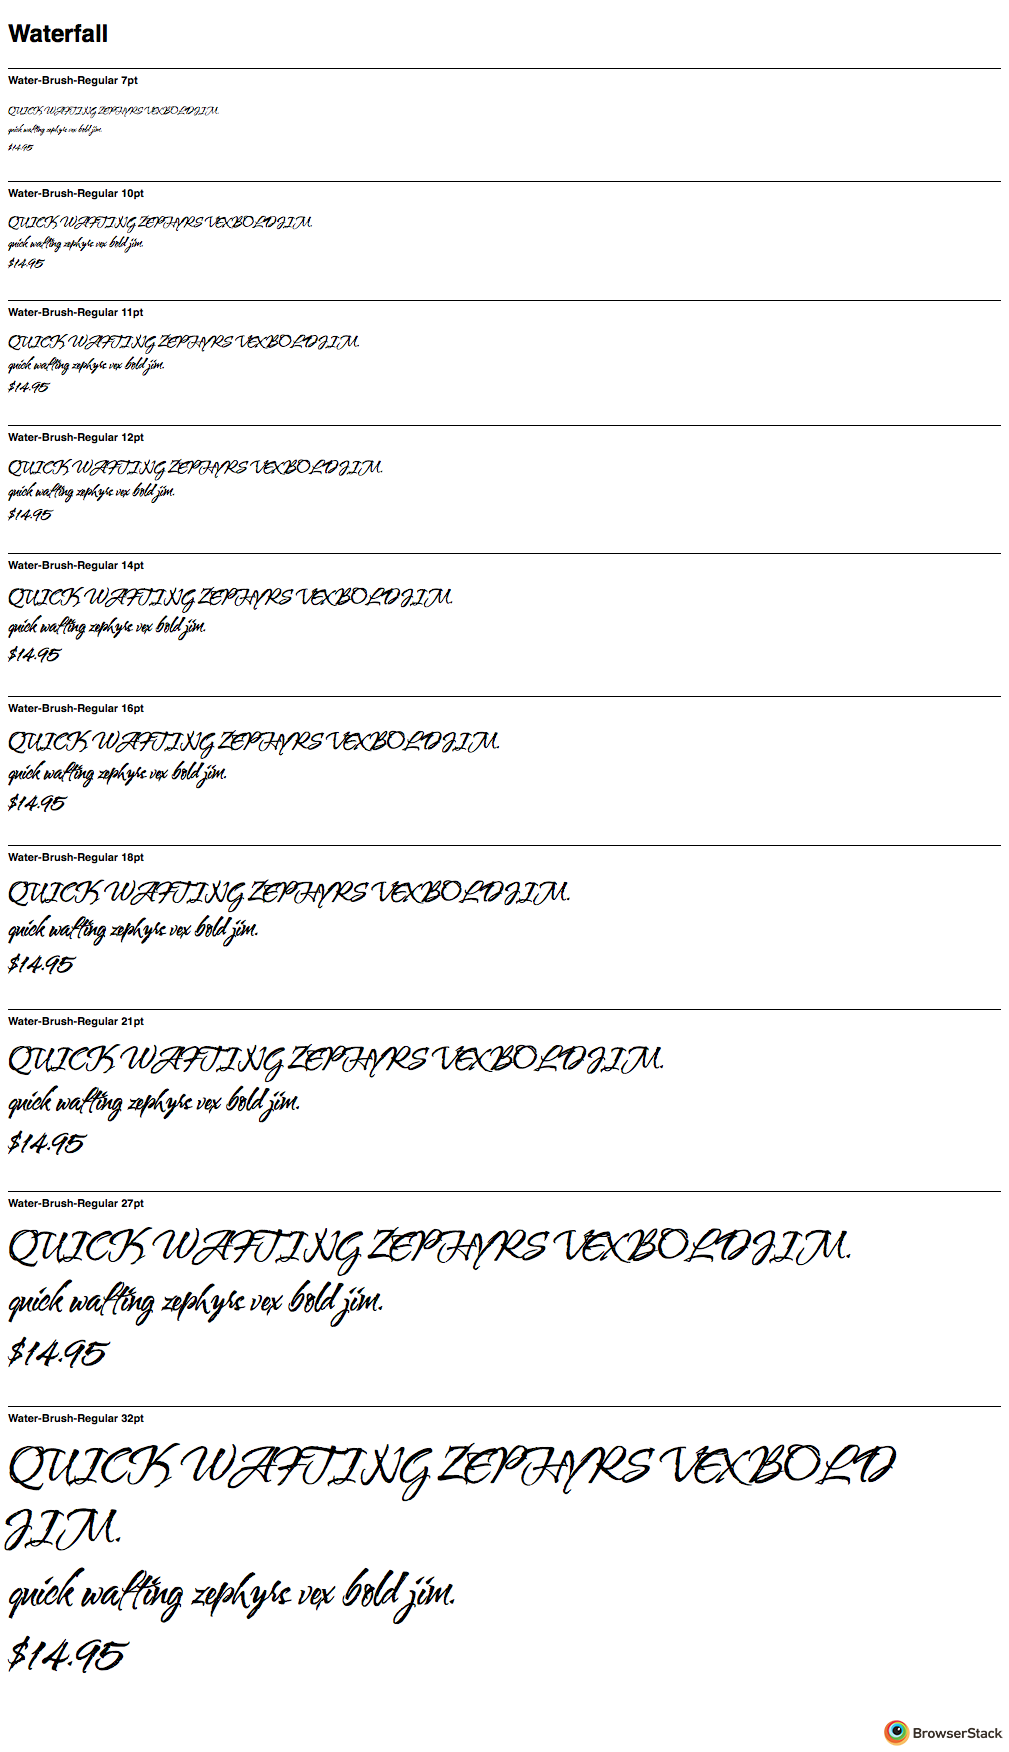 Waterfall
Water-Brush-Regular 7pt
QUICK WAFTING ZEPHYRS VEX BOLD JIM.
quick wafting zephyrs vex bold jim.
$14.95
Water-Brush-Regular 10pt
QUICK WAFTING ZEPHYRS VEX BOLD JIM.
quick wafting zephyrs vex bold jim.
$14.95
Water-Brush-Regular 11pt
QUICK WAFTING ZEPHYRS VEX BOLD JIM.
quick wafting zephyrs vex bold jim.
$14.95
Water-Brush-Regular 12pt
QUICK WAFTING ZEPHYRS VEX BOLD JIM.
quick wafting zephyrs vex bold jim.
$14.95
Water-Brush-Regular 14pt
QUICK WAFTING ZEPHYRS VEX BOLD JIM.
quick wafting zephyrs vex bold jim.
$14.95
Water-Brush-Regular 16pt
QUICK WAFTING ZEPHYRS VEX BOLD JIM.
quick wafting zephyrs vex bold jim.
$14.95
Water-Brush-Regular 18pt
QUICK WAFTING ZEPHYRS VEX BOLD JIM.
quick wafting zephyrs vex bold jim.
$14.95
Water-Brush-Regular 21pt
QUICK WAFTING ZEPHYRS VEX BOLD JIM.
quick wafting zephyrs vex bold jim.
$14.95
Water-Brush-Regular 27pt
QUICK WAFTING ZEPHYRS VEX BOLD JIM.
quick wafting zephyrs vex bold jim.
$14.95
Water-Brush-Regular 32pt
QUICK WAFTING ZEPHYRS VEX BOLD
JIM.
quick wafting zephyrs vex bold jim.
$14.95
BrowserStack